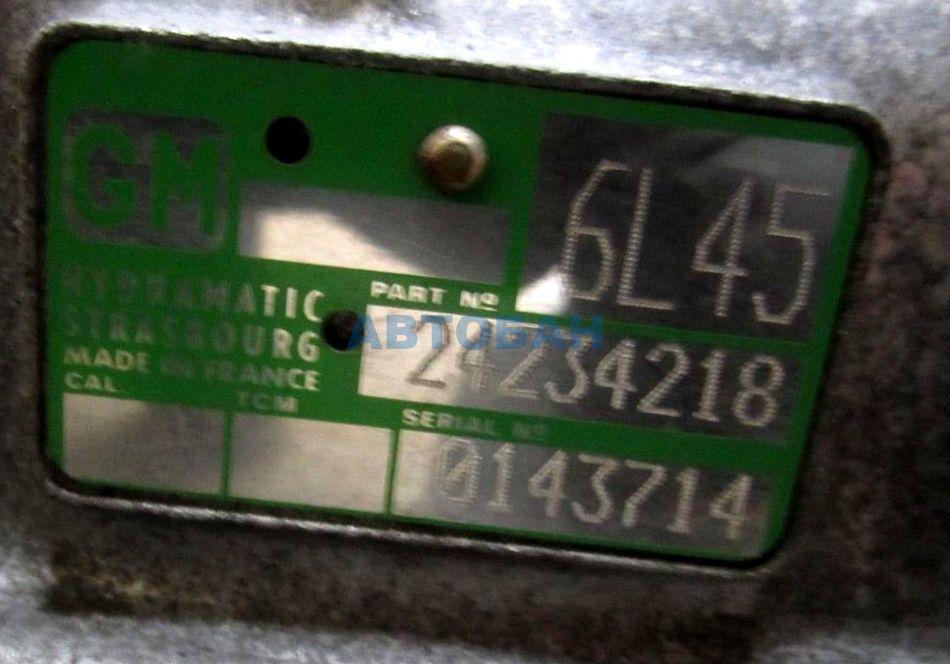 GM
6L45
HYDRAMATIC
STRASBOURG
MADE IN FRANCE
PART Nº
24234218
АВТОБАН
CAL.
TCM
SERIAL Nº
0143714